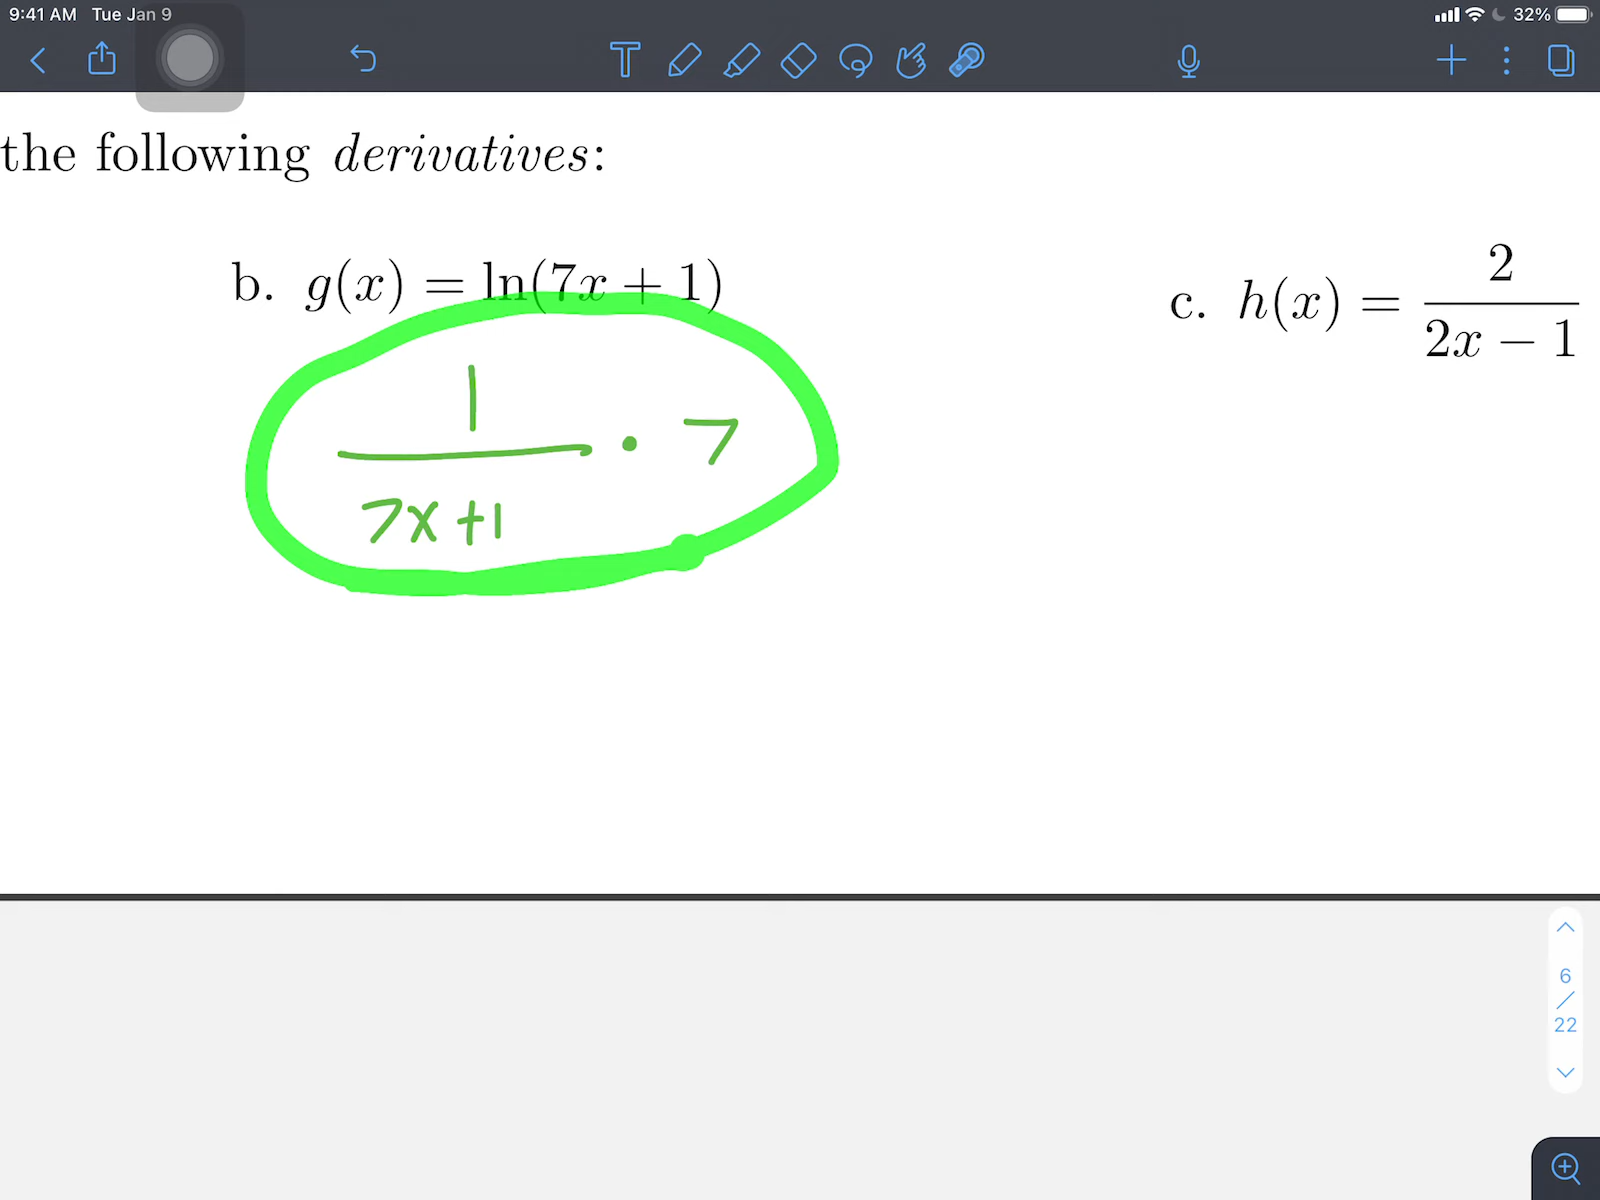 9:41 AM Tue Jan 9 32%
the following derivatives:
b. g(x) = ln(7x + 1)
c. h(x) = 2/(2x − 1)
1/(7x+1) · 7
6
/
22